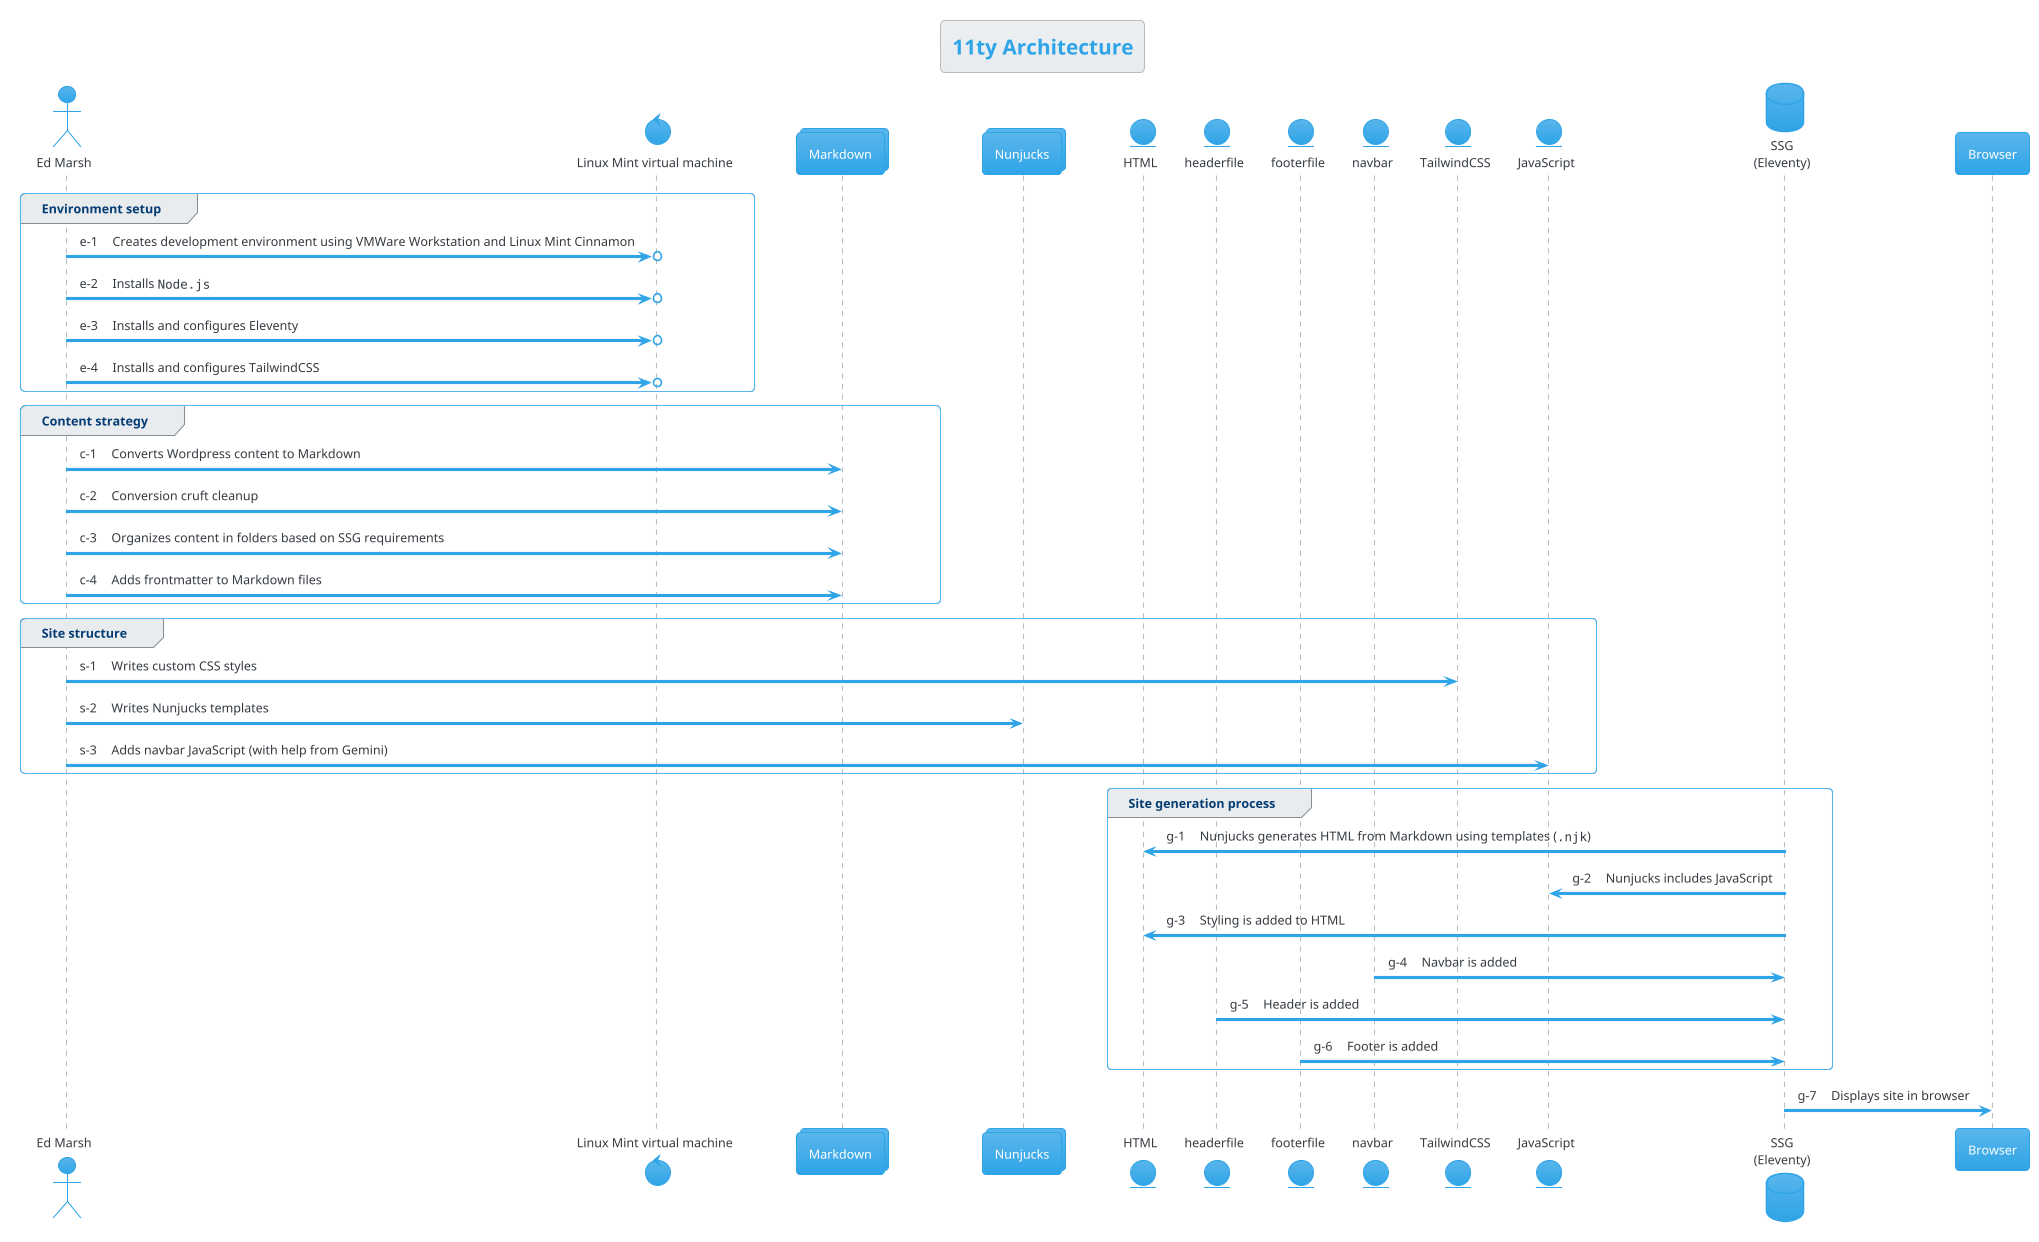 11ty Architecture
Ed Marsh
Linux Mint virtual machine
Markdown
Nunjucks
HTML
headerfile
footerfile
navbar
TailwindCSS
JavaScript
SSG
(Eleventy)
Browser
Environment setup
e-1 Creates development environment using VMWare Workstation and Linux Mint Cinnamon
e-2 Installs Node.js
e-3 Installs and configures Eleventy
e-4 Installs and configures TailwindCSS
Content strategy
c-1 Converts Wordpress content to Markdown
c-2 Conversion cruft cleanup
c-3 Organizes content in folders based on SSG requirements
c-4 Adds frontmatter to Markdown files
Site structure
s-1 Writes custom CSS styles
s-2 Writes Nunjucks templates
s-3 Adds navbar JavaScript (with help from Gemini)
Site generation process
g-1 Nunjucks generates HTML from Markdown using templates (.njk)
g-2 Nunjucks includes JavaScript
g-3 Styling is added to HTML
g-4 Navbar is added
g-5 Header is added
g-6 Footer is added
g-7 Displays site in browser
Ed Marsh
Linux Mint virtual machine
Markdown
Nunjucks
HTML
headerfile
footerfile
navbar
TailwindCSS
JavaScript
SSG
(Eleventy)
Browser